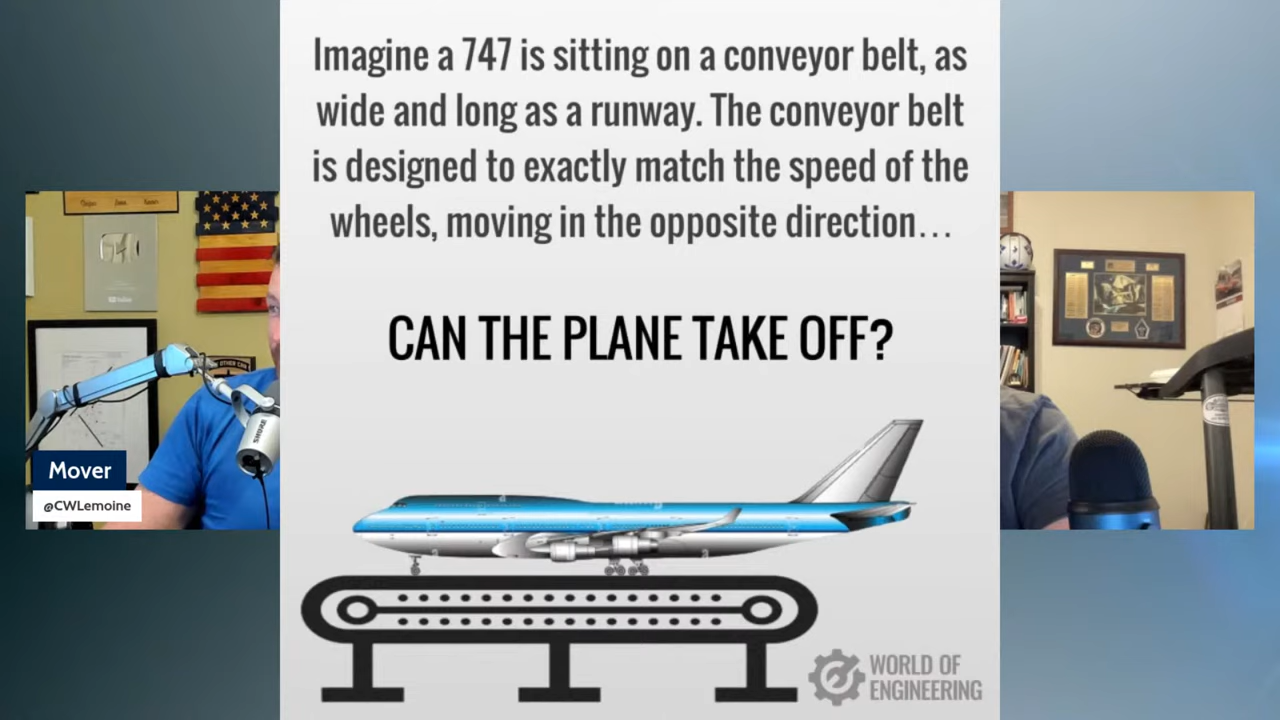 Imagine a 747 is sitting on a conveyor belt, as
wide and long as a runway. The conveyor belt
is designed to exactly match the speed of the
wheels, moving in the opposite direction...
CAN THE PLANE TAKE OFF?
SHURE
Mover
@CWLemoine
WORLD OF
ENGINEERING